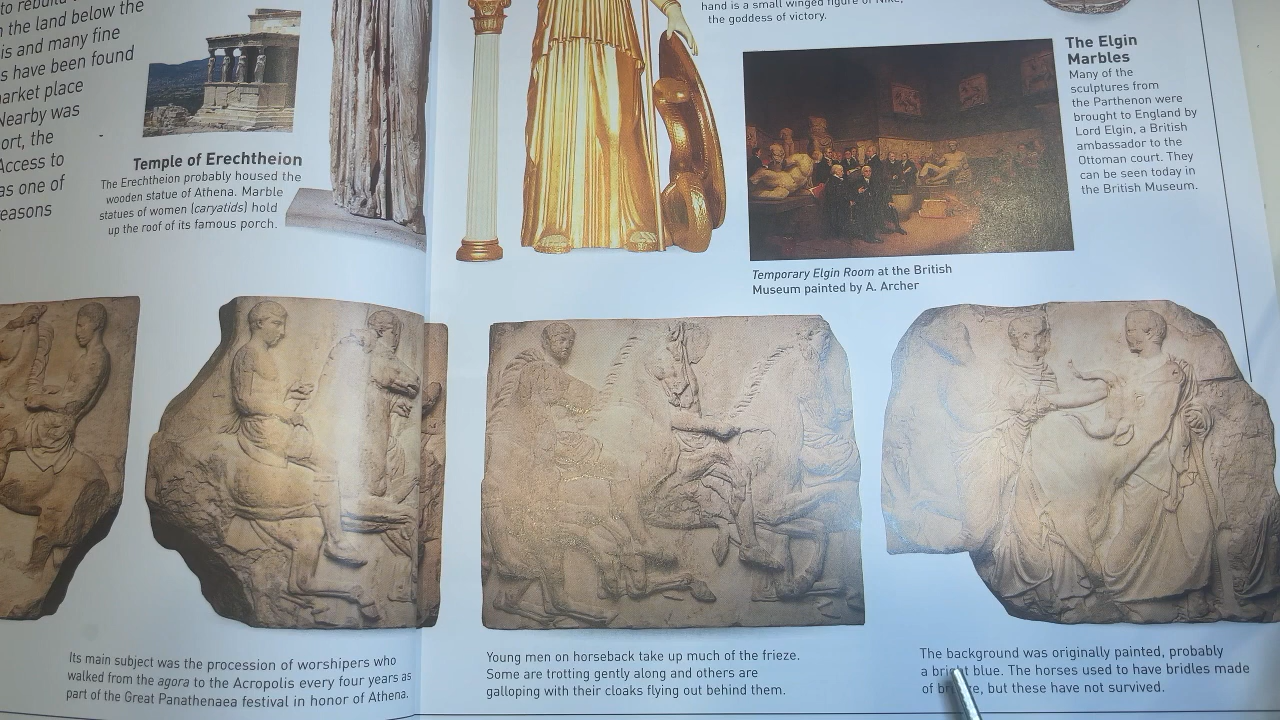 to rebuild
n the land below the
is and many fine
s have been found
arket place
Nearby was
ort, the
Access to
as one of
reasons
Temple of Erechtheion
The Erechtheion probably housed the
wooden statue of Athena. Marble
statues of women (caryatids) hold
up the roof of its famous porch.
hand is a small winged figure of Nike,
the goddess of victory.
The Elgin
Marbles
Many of the
sculptures from
the Parthenon were
brought to England by
Lord Elgin, a British
ambassador to the
Ottoman court. They
can be seen today in
the British Museum.
Temporary Elgin Room at the British
Museum painted by A. Archer
Its main subject was the procession of worshipers who
walked from the agora to the Acropolis every four years as
part of the Great Panathenaea festival in honor of Athena.
Young men on horseback take up much of the frieze.
Some are trotting gently along and others are
galloping with their cloaks flying out behind them.
The background was originally painted, probably
a bright blue. The horses used to have bridles made
of , but these have not survived.